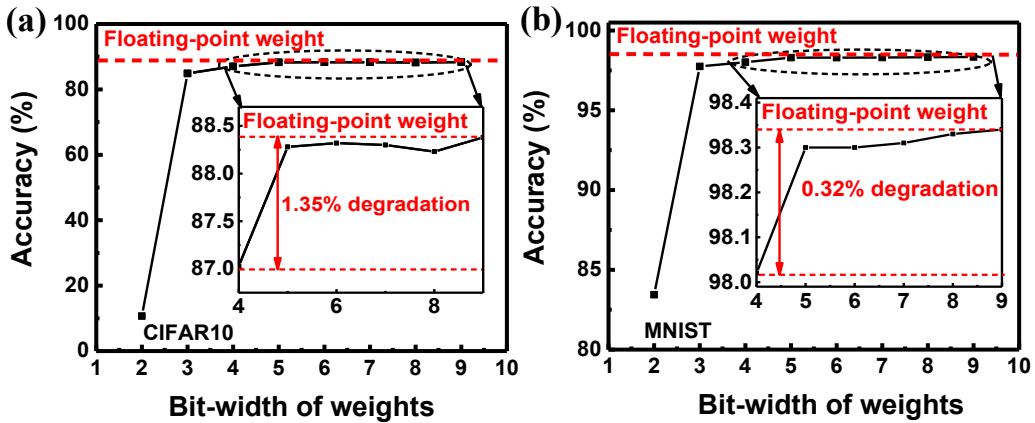 (a)
Accuracy (%)
100
80
60
40
20
0
Floating-point weight
88.5
88.0
87.5
87.0
Floating-point weight
1.35% degradation
4 5 6 7 8
CIFAR10
1 2 3 4 5 6 7 8 9 10
Bit-width of weights
(b)
Accuracy (%)
100
95
90
85
80
Floating-point weight
98.4
98.3
98.2
98.1
98.0
Floating-point weight
0.32% degradation
4 5 6 7 8 9
MNIST
1 2 3 4 5 6 7 8 9 10
Bit-width of weights